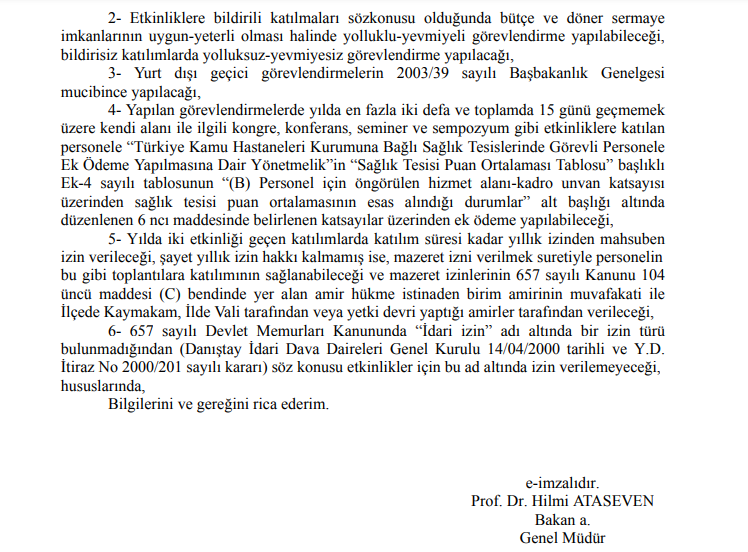 2- Etkinliklere bildirili katılmaları sözkonusu olduğunda bütçe ve döner sermaye
imkanlarının uygun-yeterli olması halinde yolluklu-yevmiyeli görevlendirme yapılabileceği,
bildirisiz katılımlarda yolluksuz-yevmiyesiz görevlendirme yapılacağı,
3- Yurt dışı geçici görevlendirmelerin 2003/39 sayılı Başbakanlık Genelgesi
mucibince yapılacağı,
4- Yapılan görevlendirmelerde yılda en fazla iki defa ve toplamda 15 günü geçmemek
üzere kendi alanı ile ilgili kongre, konferans, seminer ve sempozyum gibi etkinliklere katılan
personele “Türkiye Kamu Hastaneleri Kurumuna Bağlı Sağlık Tesislerinde Görevli Personele
Ek Ödeme Yapılmasına Dair Yönetmelik”in “Sağlık Tesisi Puan Ortalaması Tablosu” başlıklı
Ek-4 sayılı tablosunun “(B) Personel için öngörülen hizmet alanı-kadro unvan katsayısı
üzerinden sağlık tesisi puan ortalamasının esas alındığı durumlar” alt başlığı altında
düzenlenen 6 ncı maddesinde belirlenen katsayılar üzerinden ek ödeme yapılabileceği,
5- Yılda iki etkinliği geçen katılımlarda katılım süresi kadar yıllık izinden mahsuben
izin verileceği, şayet yıllık izin hakkı kalmamış ise, mazeret izni verilmek suretiyle personelin
bu gibi toplantılara katılımının sağlanabileceği ve mazeret izinlerinin 657 sayılı Kanunu 104
üncü maddesi (C) bendinde yer alan amir hükme istinaden birim amirinin muvafakati ile
İlçede Kaymakam, İlde Vali tarafından veya yetki devri yaptığı amirler tarafından verileceği,
6- 657 sayılı Devlet Memurları Kanununda “İdari izin” adı altında bir izin türü
bulunmadığından (Danıştay İdari Dava Daireleri Genel Kurulu 14/04/2000 tarihli ve Y.D.
İtiraz No 2000/201 sayılı kararı) söz konusu etkinlikler için bu ad altında izin verilemeyeceği,
hususlarında,
Bilgilerini ve gereğini rica ederim.
e-imzalıdır.
Prof. Dr. Hilmi ATASEVEN
Bakan a.
Genel Müdür